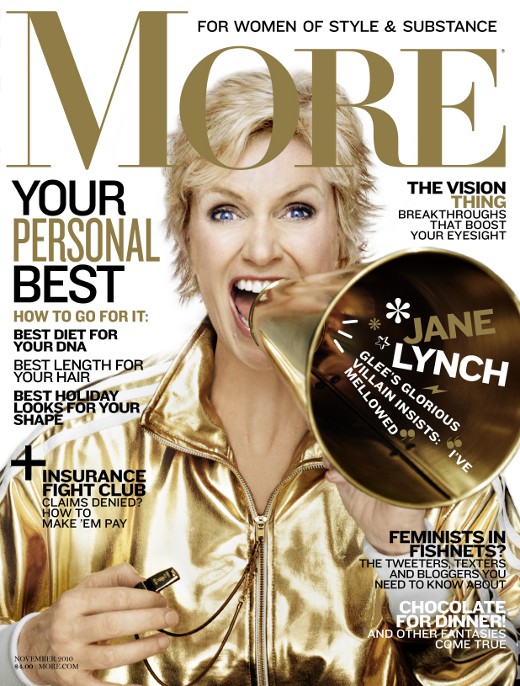 FOR WOMEN OF STYLE & SUBSTANCE
MORE
YOUR
PERSONAL
BEST
HOW TO GO FOR IT:
BEST DIET FOR
YOUR DNA
BEST LENGTH FOR
YOUR HAIR
BEST HOLIDAY
LOOKS FOR YOUR
SHAPE
+
INSURANCE
FIGHT CLUB
CLAIMS DENIED?
HOW TO
MAKE 'EM PAY
THE VISION
THING
BREAKTHROUGHS
THAT BOOST
YOUR EYESIGHT
*JANE
LYNCH
GLEE'S GLORIOUS
VILLAIN INSISTS: “I'VE
MELLOWED”
FEMINISTS IN
FISHNETS?
THE TWEETERS, TEXTERS
AND BLOGGERS YOU
NEED TO KNOW ABOUT
CHOCOLATE
FOR DINNER!
AND OTHER FANTASIES
COME TRUE
NOVEMBER 2010
$4.00 MORE.COM